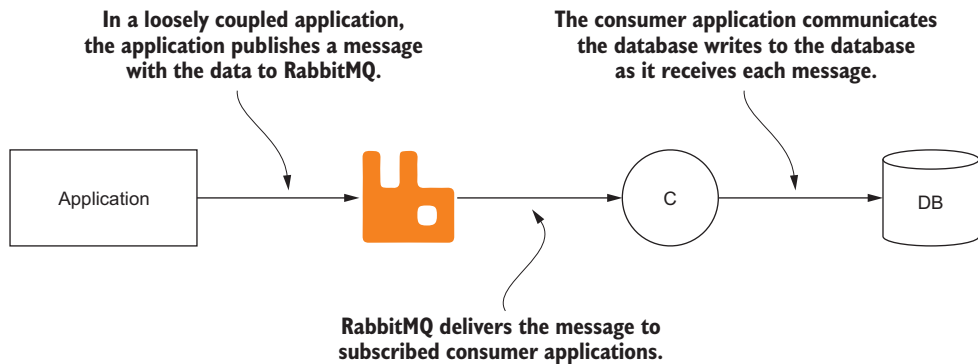 In a loosely coupled application,
the application publishes a message
with the data to RabbitMQ.
The consumer application communicates
the database writes to the database
as it receives each message.
Application
C
DB
RabbitMQ delivers the message to
subscribed consumer applications.